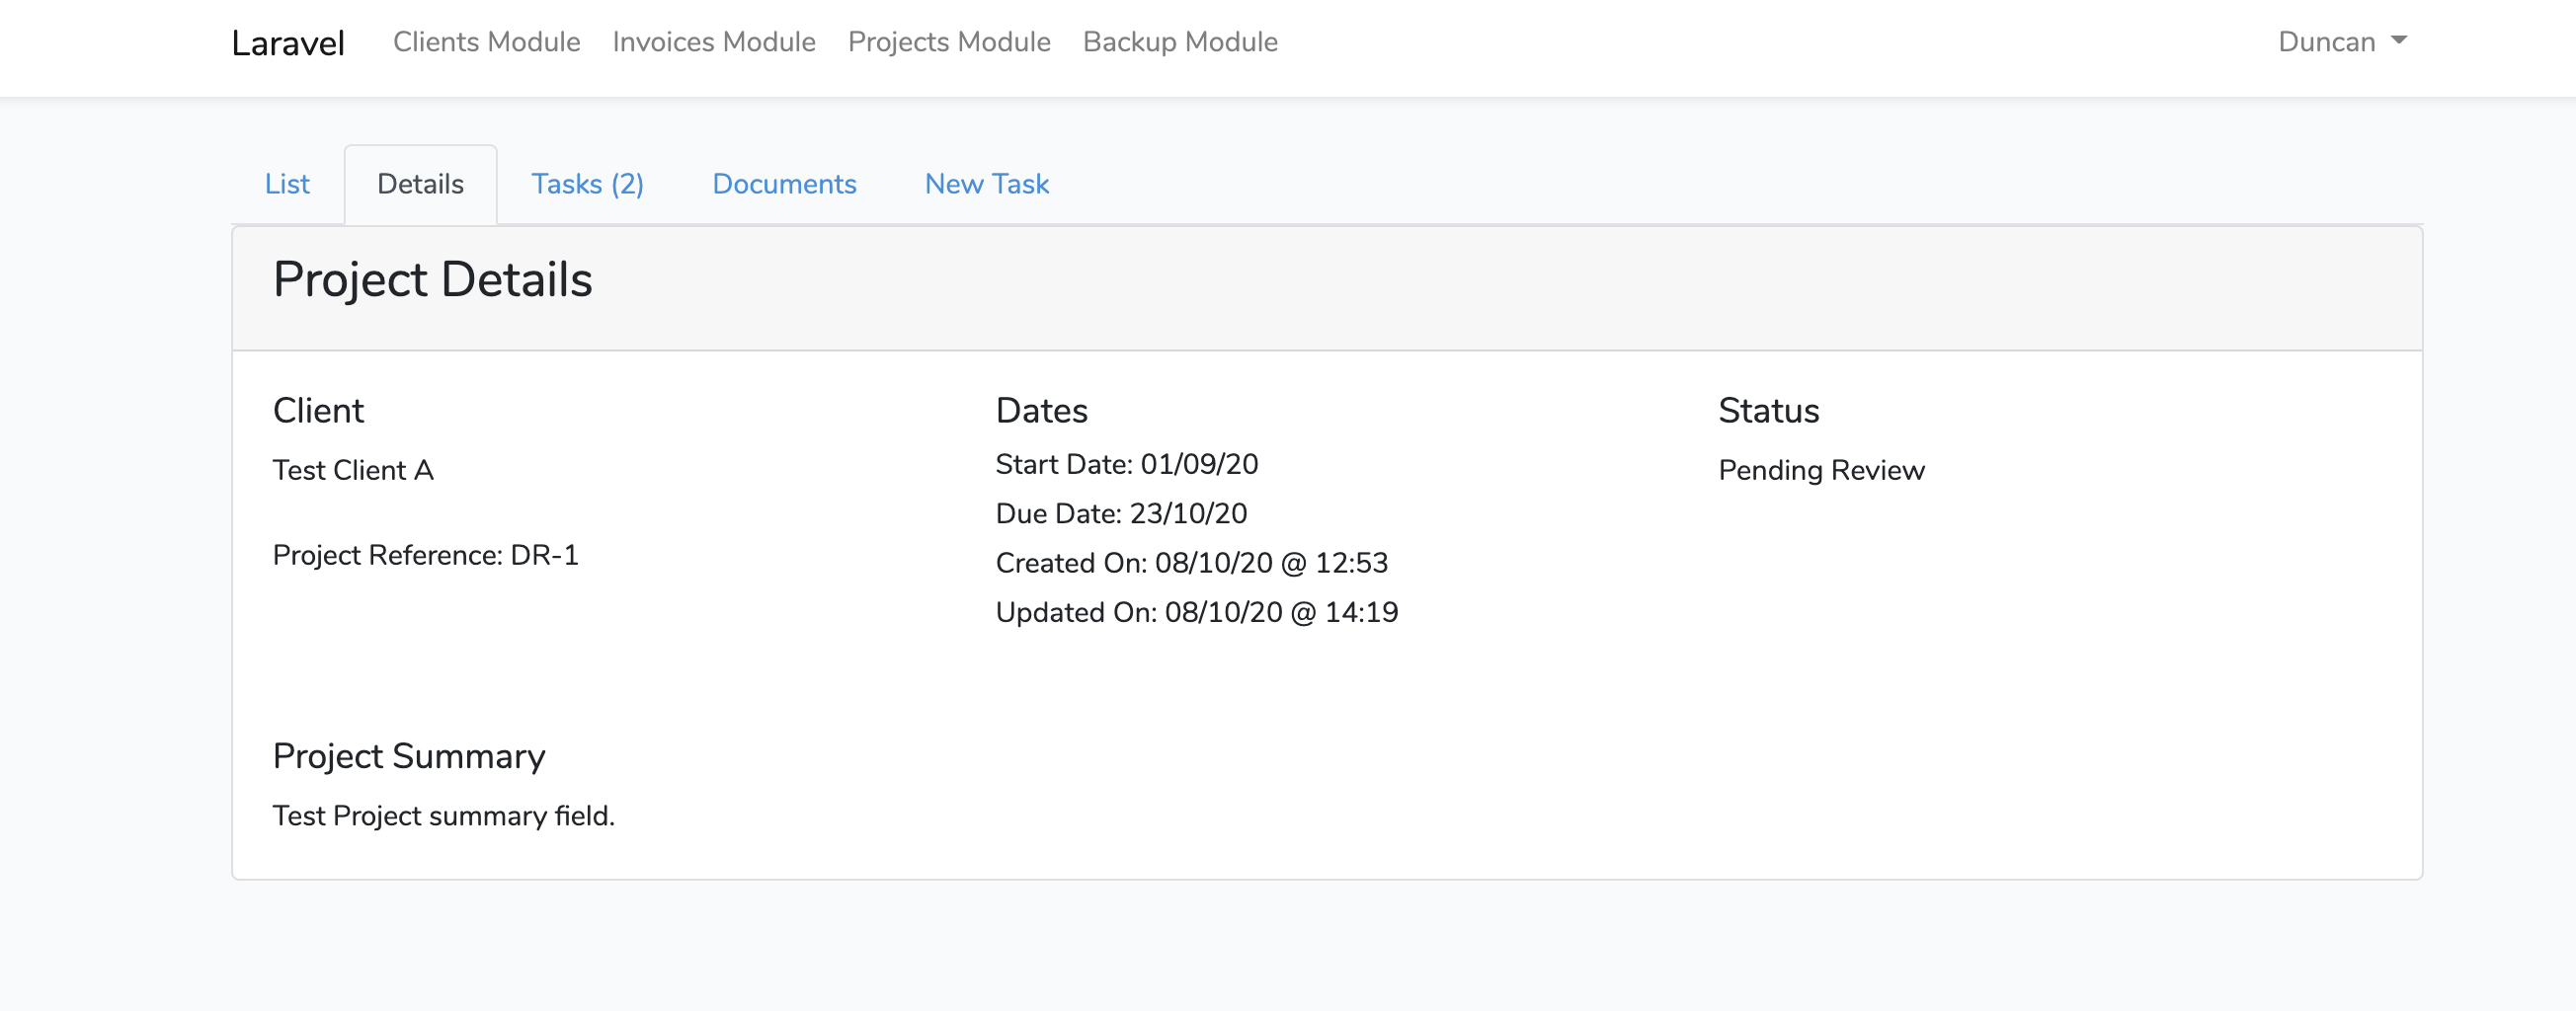 Laravel Clients Module Invoices Module Projects Module Backup Module Duncan
List Details Tasks (2) Documents New Task
Project Details
Client
Test Client A
Project Reference: DR-1
Dates
Start Date: 01/09/20
Due Date: 23/10/20
Created On: 08/10/20 @ 12:53
Updated On: 08/10/20 @ 14:19
Status
Pending Review
Project Summary
Test Project summary field.